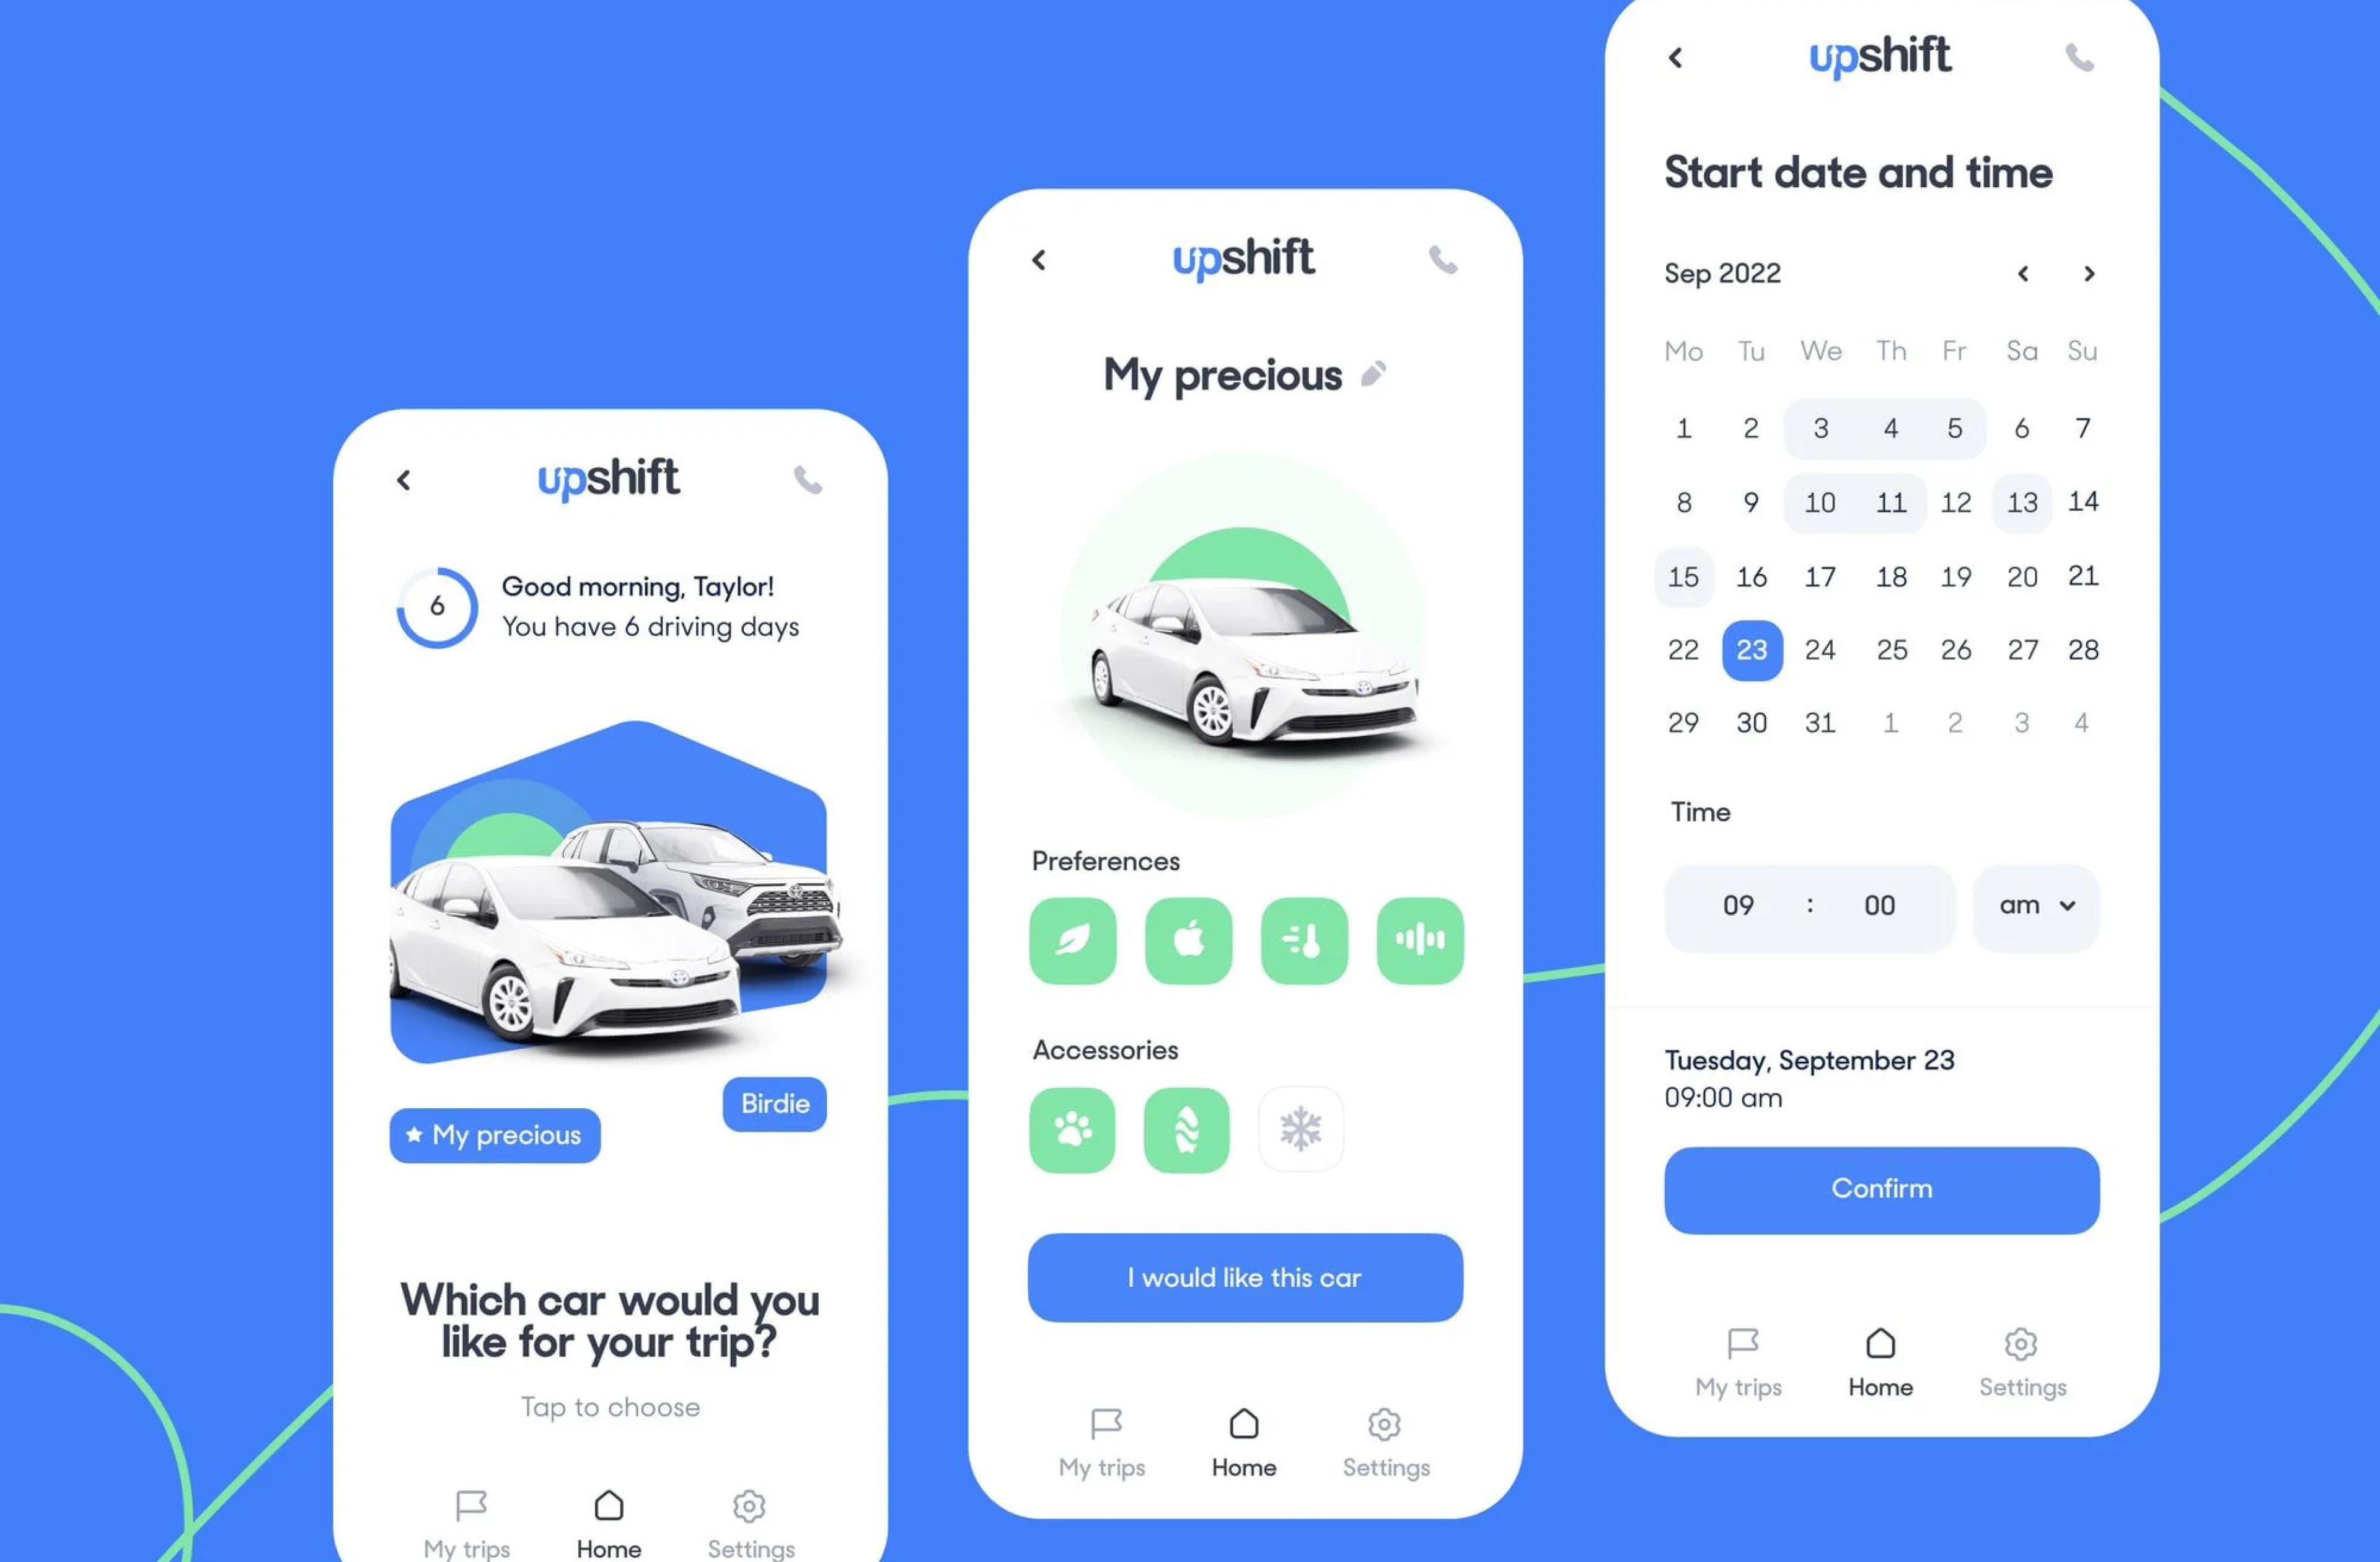 upshift
6
Good morning, Taylor!
You have 6 driving days
Birdie
My precious
Which car would you
like for your trip?
Tap to choose
My trips
Home
Settings
upshift
My precious
Preferences
Accessories
I would like this car
My trips
Home
Settings
upshift
Start date and time
Sep 2022
Mo Tu We Th Fr Sa Su
1 2 3 4 5 6 7
8 9 10 11 12 13 14
15 16 17 18 19 20 21
22 23 24 25 26 27 28
29 30 31 1 2 3 4
Time
09 : 00 am
Tuesday, September 23
09:00 am
Confirm
My trips
Home
Settings